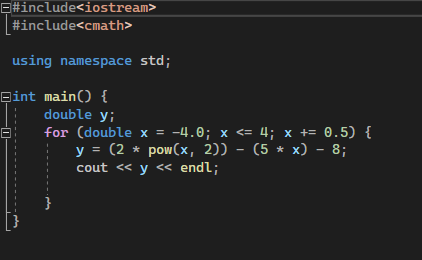 #include<iostream>
#include<cmath>
using namespace std;
int main() {
double y;
for (double x = -4.0; x <= 4; x += 0.5) {
y = (2 * pow(x, 2)) - (5 * x) - 8;
cout << y << endl;
}
}